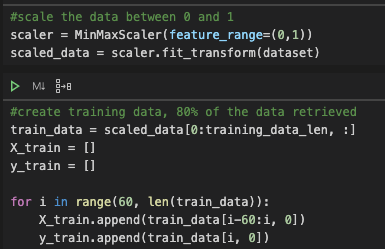 #scale the data between 0 and 1
scaler = MinMaxScaler(feature_range=(0,1))
scaled_data = scaler.fit_transform(dataset)
M↓
#create training data, 80% of the data retrieved
train_data = scaled_data[0:training_data_len, :]
X_train = []
y_train = []
for i in range(60, len(train_data)):
    X_train.append(train_data[i-60:i, 0])
    y_train.append(train_data[i, 0])